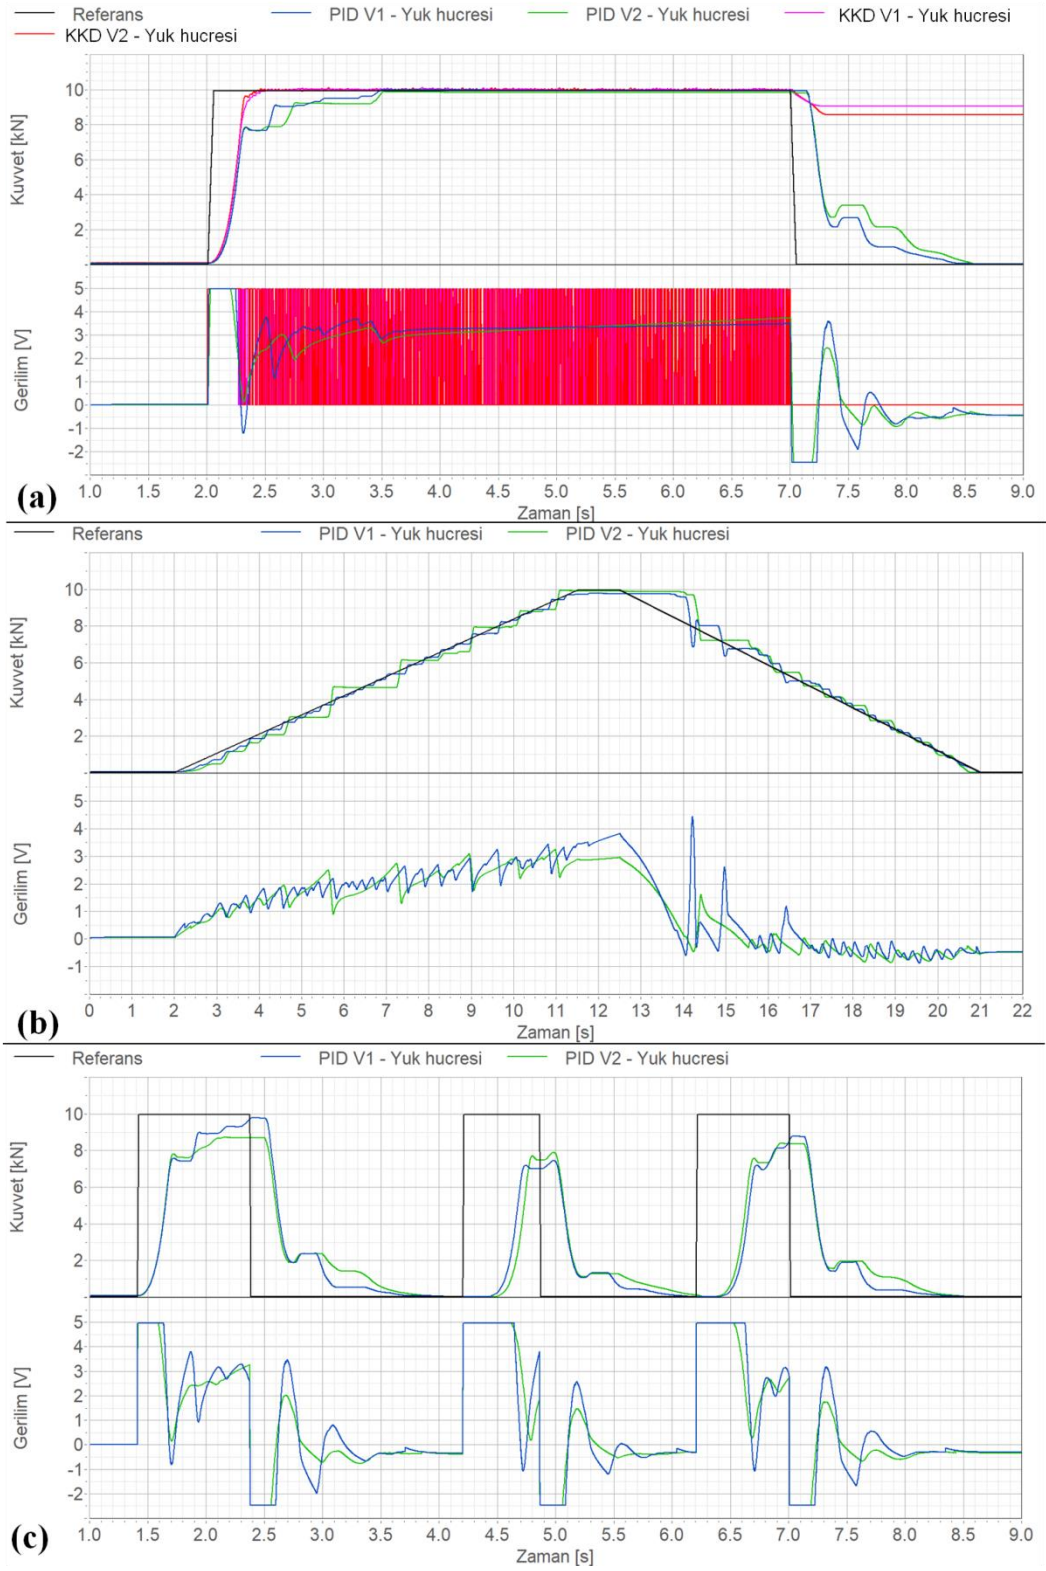 Referans PID V1 - Yuk hucresi PID V2 - Yuk hucresi KKD V1 - Yuk hucresi
KKD V2 - Yuk hucresi
Kuvvet [kN]
10
8
6
4
2
Gerilim [V]
5
4
3
2
1
0
-1
-2
1.0 1.5 2.0 2.5 3.0 3.5 4.0 4.5 5.0 5.5 6.0 6.5 7.0 7.5 8.0 8.5 9.0
Zaman [s]
(a)
Referans PID V1 - Yuk hucresi PID V2 - Yuk hucresi
Kuvvet [kN]
10
8
6
4
2
Gerilim [V]
5
4
3
2
1
0
-1
0 1 2 3 4 5 6 7 8 9 10 11 12 13 14 15 16 17 18 19 20 21 22
Zaman [s]
(b)
Referans PID V1 - Yuk hucresi PID V2 - Yuk hucresi
Kuvvet [kN]
10
8
6
4
2
Gerilim [V]
5
4
3
2
1
0
-1
-2
1.0 1.5 2.0 2.5 3.0 3.5 4.0 4.5 5.0 5.5 6.0 6.5 7.0 7.5 8.0 8.5 9.0
Zaman [s]
(c)